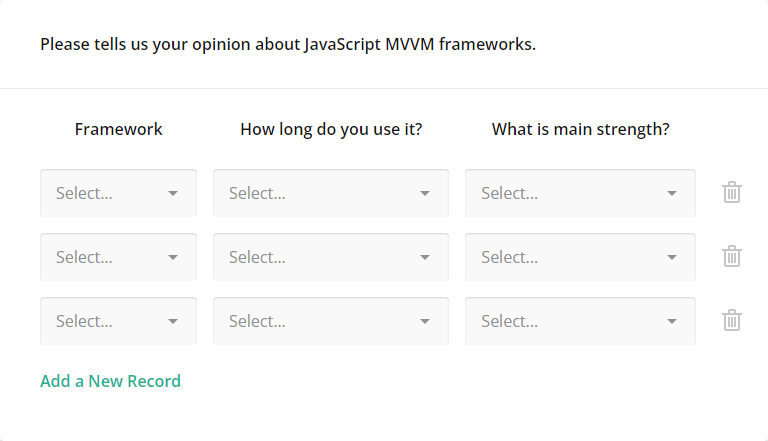 Please tells us your opinion about JavaScript MVVM frameworks.
Framework How long do you use it? What is main strength?
Select... Select... Select...
Select... Select... Select...
Select... Select... Select...
Add a New Record